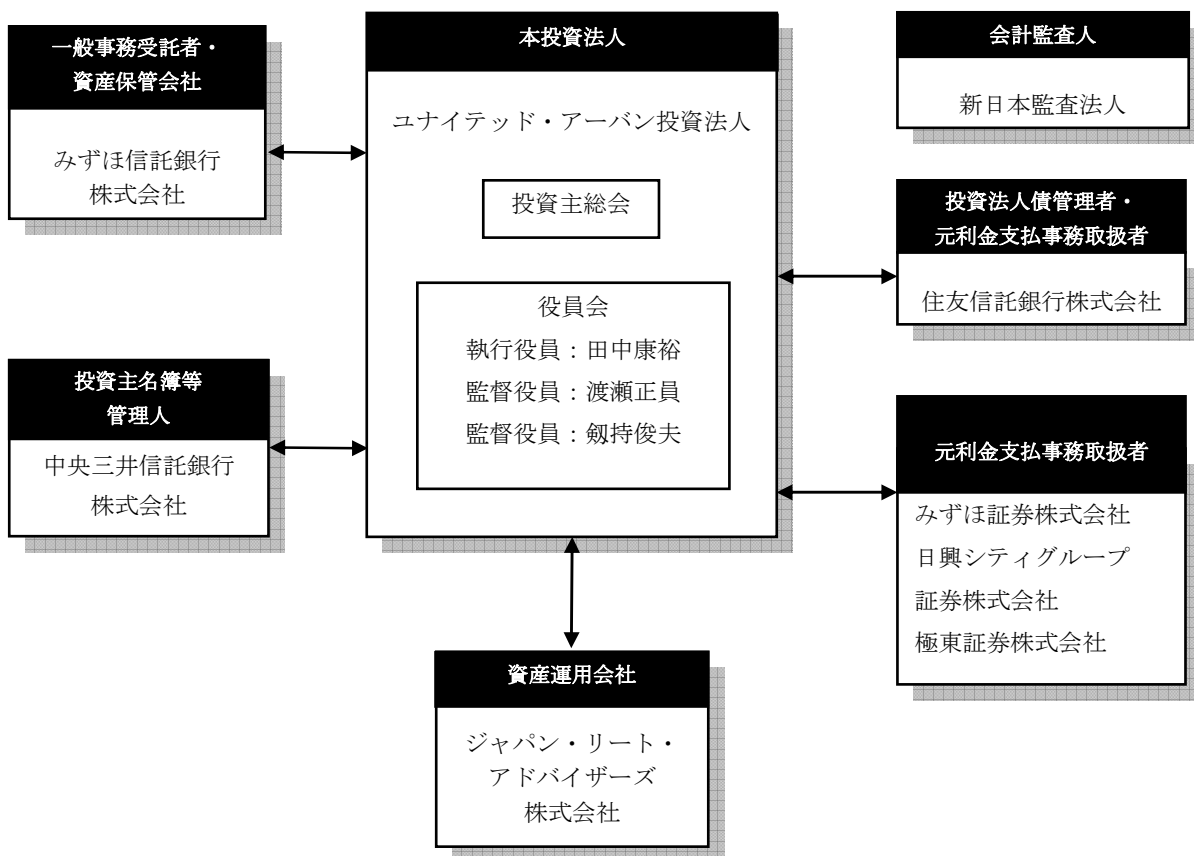 一般事務受託者・
資産保管会社
みずほ信託銀行
株式会社
投資主名簿等
管理人
中央三井信託銀行
株式会社
本投資法人
ユナイテッド・アーバン投資法人
投資主総会
役員会
執行役員：田中康裕
監督役員：渡瀬正員
監督役員：剱持俊夫
資産運用会社
ジャパン・リート・
アドバイザーズ
株式会社
会計監査人
新日本監査法人
投資法人債管理者・
元利金支払事務取扱者
住友信託銀行株式会社
元利金支払事務取扱者
みずほ証券株式会社
日興シティグループ
証券株式会社
極東証券株式会社